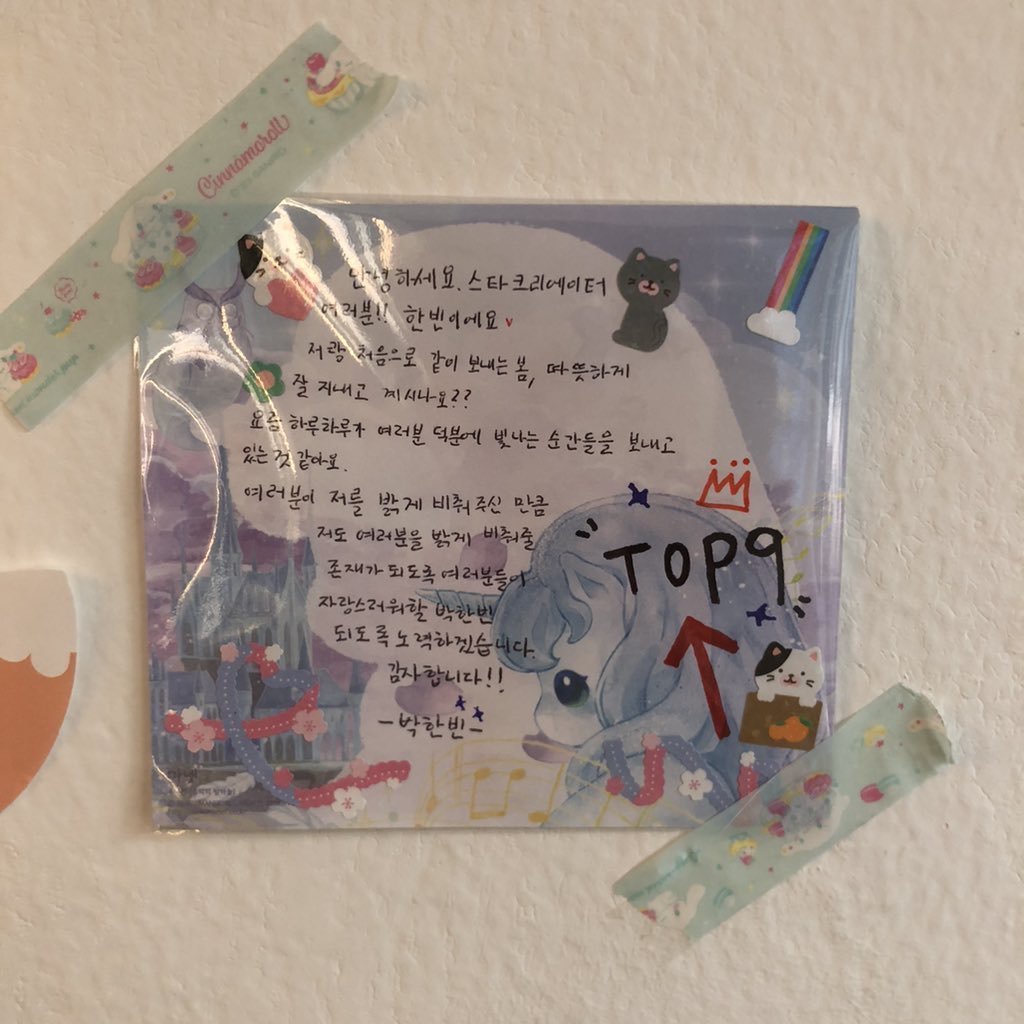 Cinnamoroll
안녕하세요. 스타크리에이터
여러분!! 한빈이에요
저랑 처음으로 같이 보내는 봄, 따뜻하게
잘 지내고 계시나요??
요즘 하루하루가 여러분 덕분에 빛나는 순간들을 보내고
있는 것 같아요.
여러분이 저를 밝게 비춰주신 만큼
저도 여러분을 밝게 비춰줄
존재가 되도록 여러분들이
자랑스러워할 박한빈
되도록 노력하겠습니다.
감사합니다!!
-박한빈-
TOP9